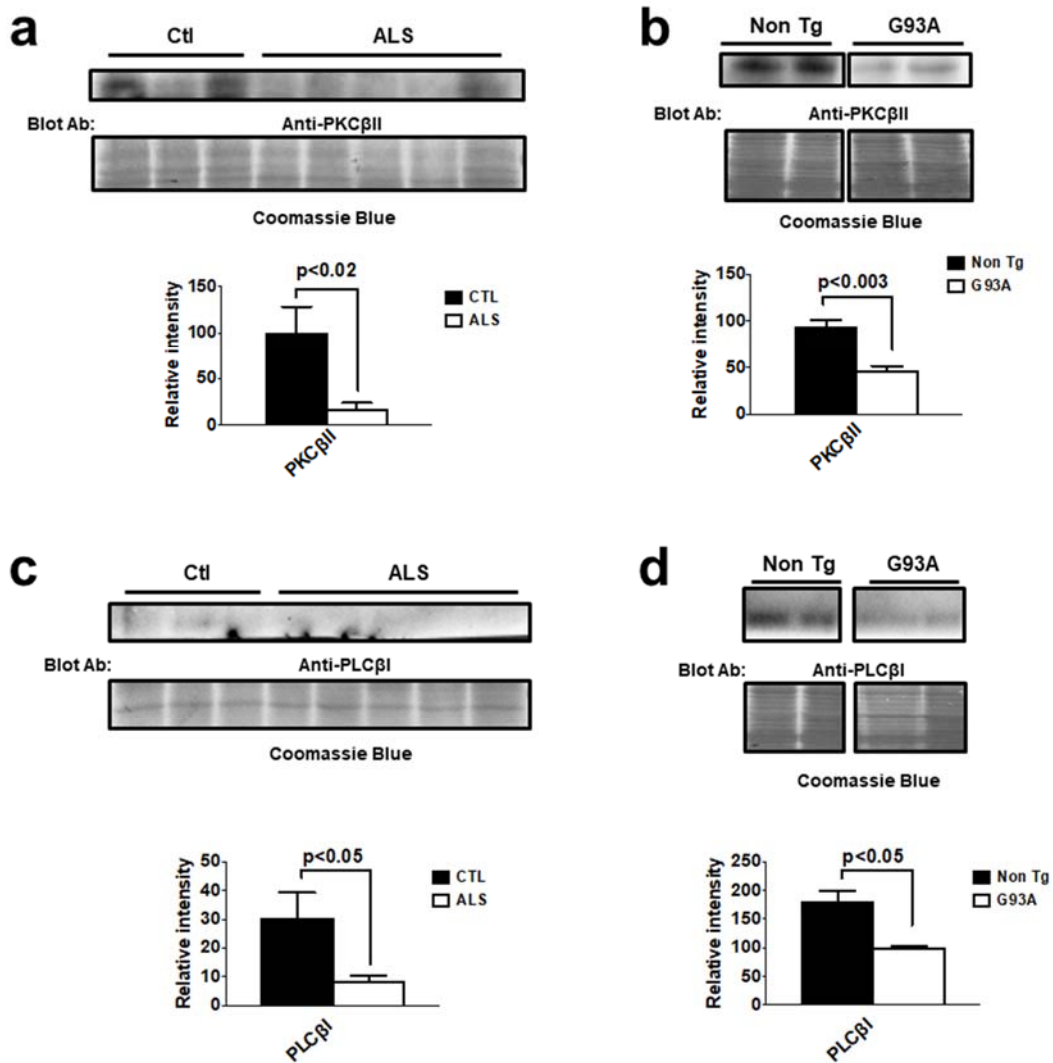 a
Ctl ALS
Blot Ab: Anti-PKCβII
Coomassie Blue
p<0.02
CTL
ALS
Relative intensity
150
100
50
0
PKCβII
b
Non Tg G93A
Blot Ab: Anti-PKCβII
Coomassie Blue
Non Tg
G93A
p<0.003
Relative intensity
150
100
50
0
PKCβII
c
Ctl ALS
Blot Ab: Anti-PLCβI
Coomassie Blue
p<0.05
CTL
ALS
Relative intensity
50
40
30
20
10
0
PLCβI
d
Non Tg G93A
Blot Ab: Anti-PLCβI
Coomassie Blue
p<0.05
Non Tg
G93A
Relative intensity
250
200
150
100
50
0
PLCβI